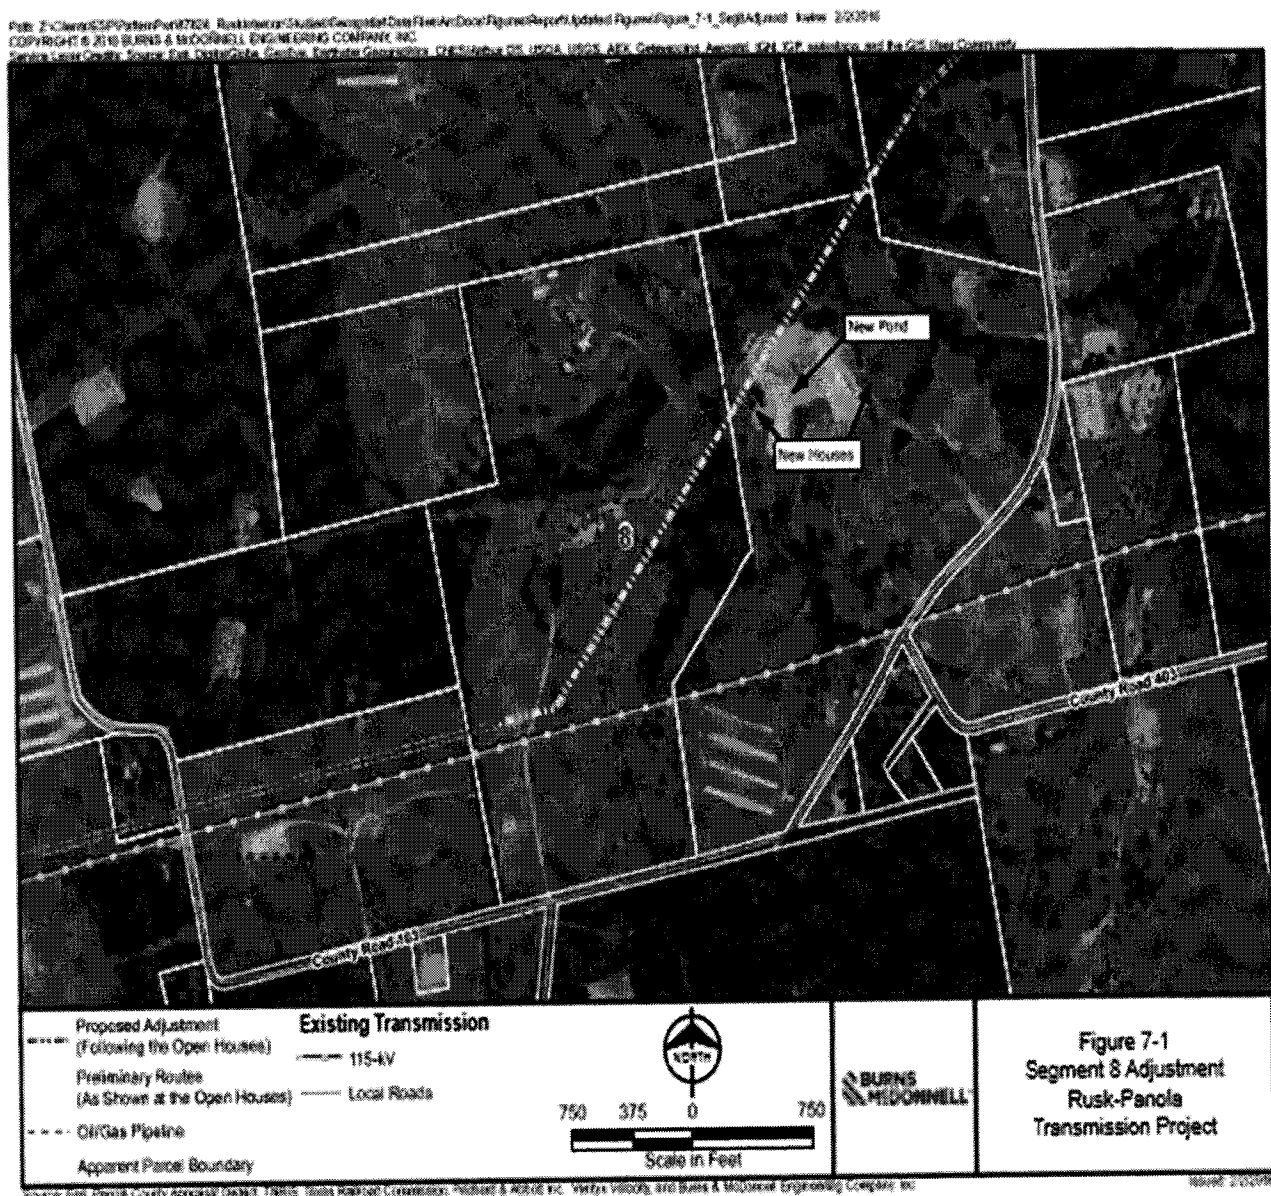 COPYRIGHT © 2016 BURNS & McDONNELL ENGINEERING COMPANY, INC.
New Pond
New Houses
8
County Road 403
County Road 103
Proposed Adjustment
(Following the Open Houses)
Preliminary Routes
(As Shown at the Open Houses)
Oil/Gas Pipeline
Apparent Parcel Boundary
Existing Transmission
115-kV
Local Roads
NORTH
750 375 0 750
Scale in Feet
BURNS
McDONNELL
Figure 7-1
Segment 8 Adjustment
Rusk-Panola
Transmission Project